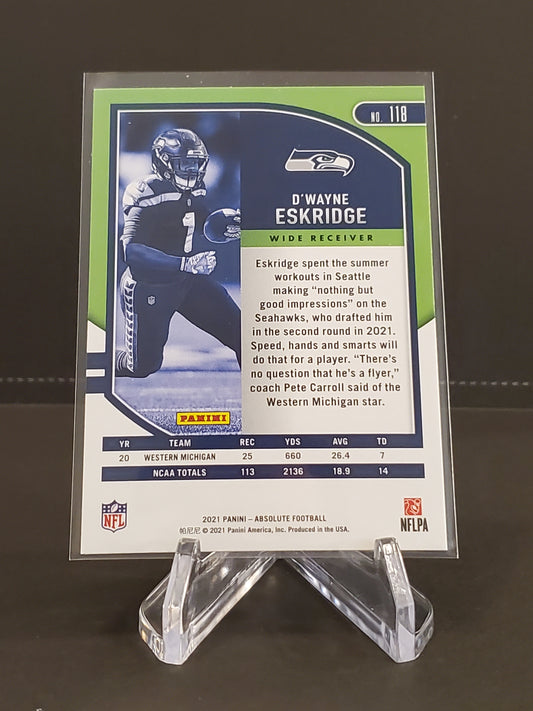 NO. 118
1
D'WAYNE
ESKRIDGE
WIDE RECEIVER
Eskridge spent the summer
workouts in Seattle
making “nothing but
good impressions” on the
Seahawks, who drafted him
in the second round in 2021.
Speed, hands and smarts will
do that for a player. “There’s
no question that he’s a flyer,”
coach Pete Carroll said of the
Western Michigan star.
PANINI
YR TEAM REC YDS AVG TD
20 WESTERN MICHIGAN 25 660 26.4 7
NCAA TOTALS 113 2136 18.9 14
NFL
NFLPA
2021 PANINI – ABSOLUTE FOOTBALL
帕尼尼 © 2021 Panini America, Inc. Produced in the USA.